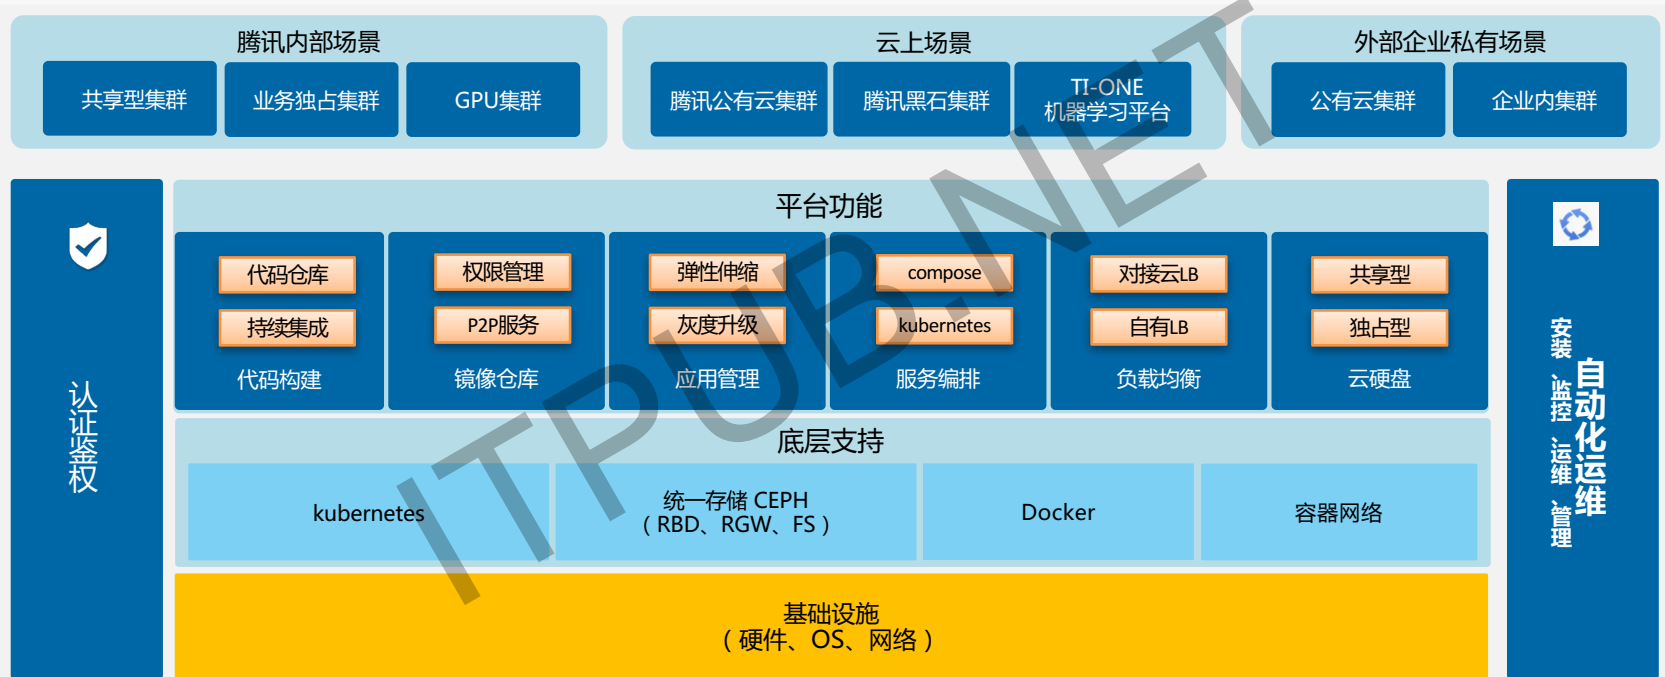 腾讯内部场景
共享型集群
业务独占集群
GPU集群
云上场景
腾讯公有云集群
腾讯黑石集群
TI-ONE
机器学习平台
外部企业私有场景
公有云集群
企业内集群
认证鉴权
平台功能
代码仓库
持续集成
代码构建
权限管理
P2P服务
镜像仓库
弹性伸缩
灰度升级
应用管理
compose
kubernetes
服务编排
对接云LB
自有LB
负载均衡
共享型
独占型
云硬盘
底层支持
kubernetes
统一存储 CEPH
（RBD、RGW、FS）
Docker
容器网络
基础设施
（硬件、OS、网络）
自动化运维
安装、监控、运维、管理
ITPUB.NET